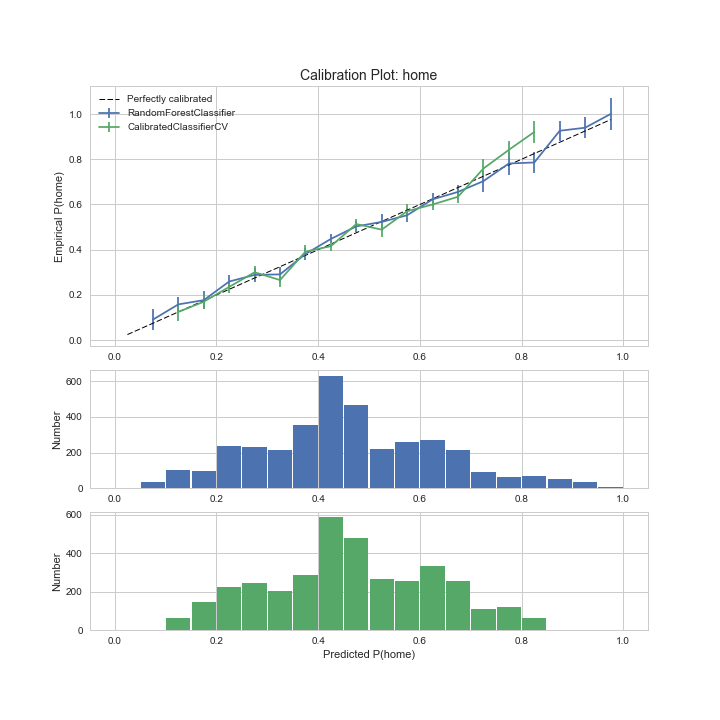 Calibration Plot: home
Perfectly calibrated
RandomForestClassifier
CalibratedClassifierCV
Empirical P(home)
1.0
0.8
0.6
0.4
0.2
0.0
0.0 0.2 0.4 0.6 0.8 1.0
Number
600
400
200
0
0.0 0.2 0.4 0.6 0.8 1.0
Number
600
400
200
0
0.0 0.2 0.4 0.6 0.8 1.0
Predicted P(home)